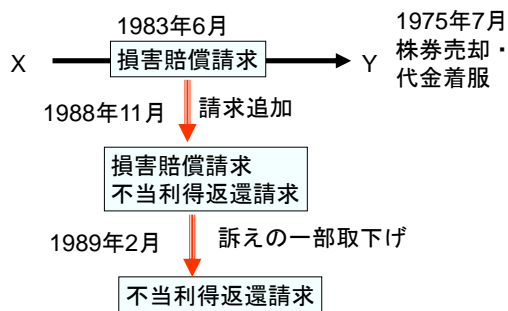 1983年6月
1975年7月
株券売却・
代金着服
X
損害賠償請求
Y
1988年11月
請求追加
損害賠償請求
不当利得返還請求
1989年2月
訴えの一部取下げ
不当利得返還請求